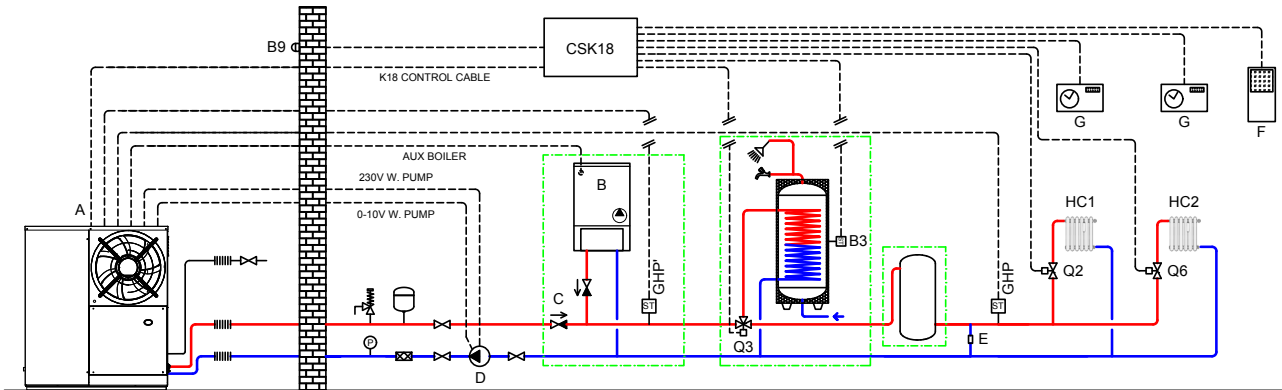 B9
CSK18
K18 CONTROL CABLE
G
G
F
AUX BOILER
230V W. PUMP
0-10V W. PUMP
A
B
C
D
P
ST
GHP'
Q3
B3
E
ST
GHP
HC1
Q2
HC2
Q6